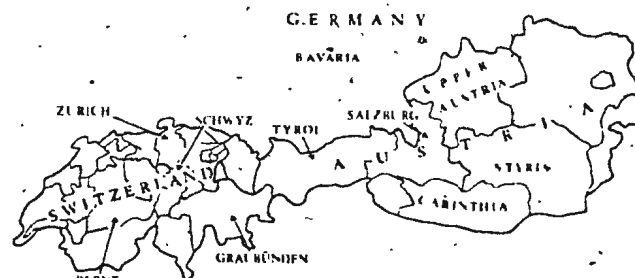 GERMANY
BAVARIA
UPPER
AUSTRIA
ZURICH
SCHWYZ
TYROL
SALZBURG
AUSTRIA
STYRIA
SWITZERLAND
CARINTHIA
GRAUBÜNDEN